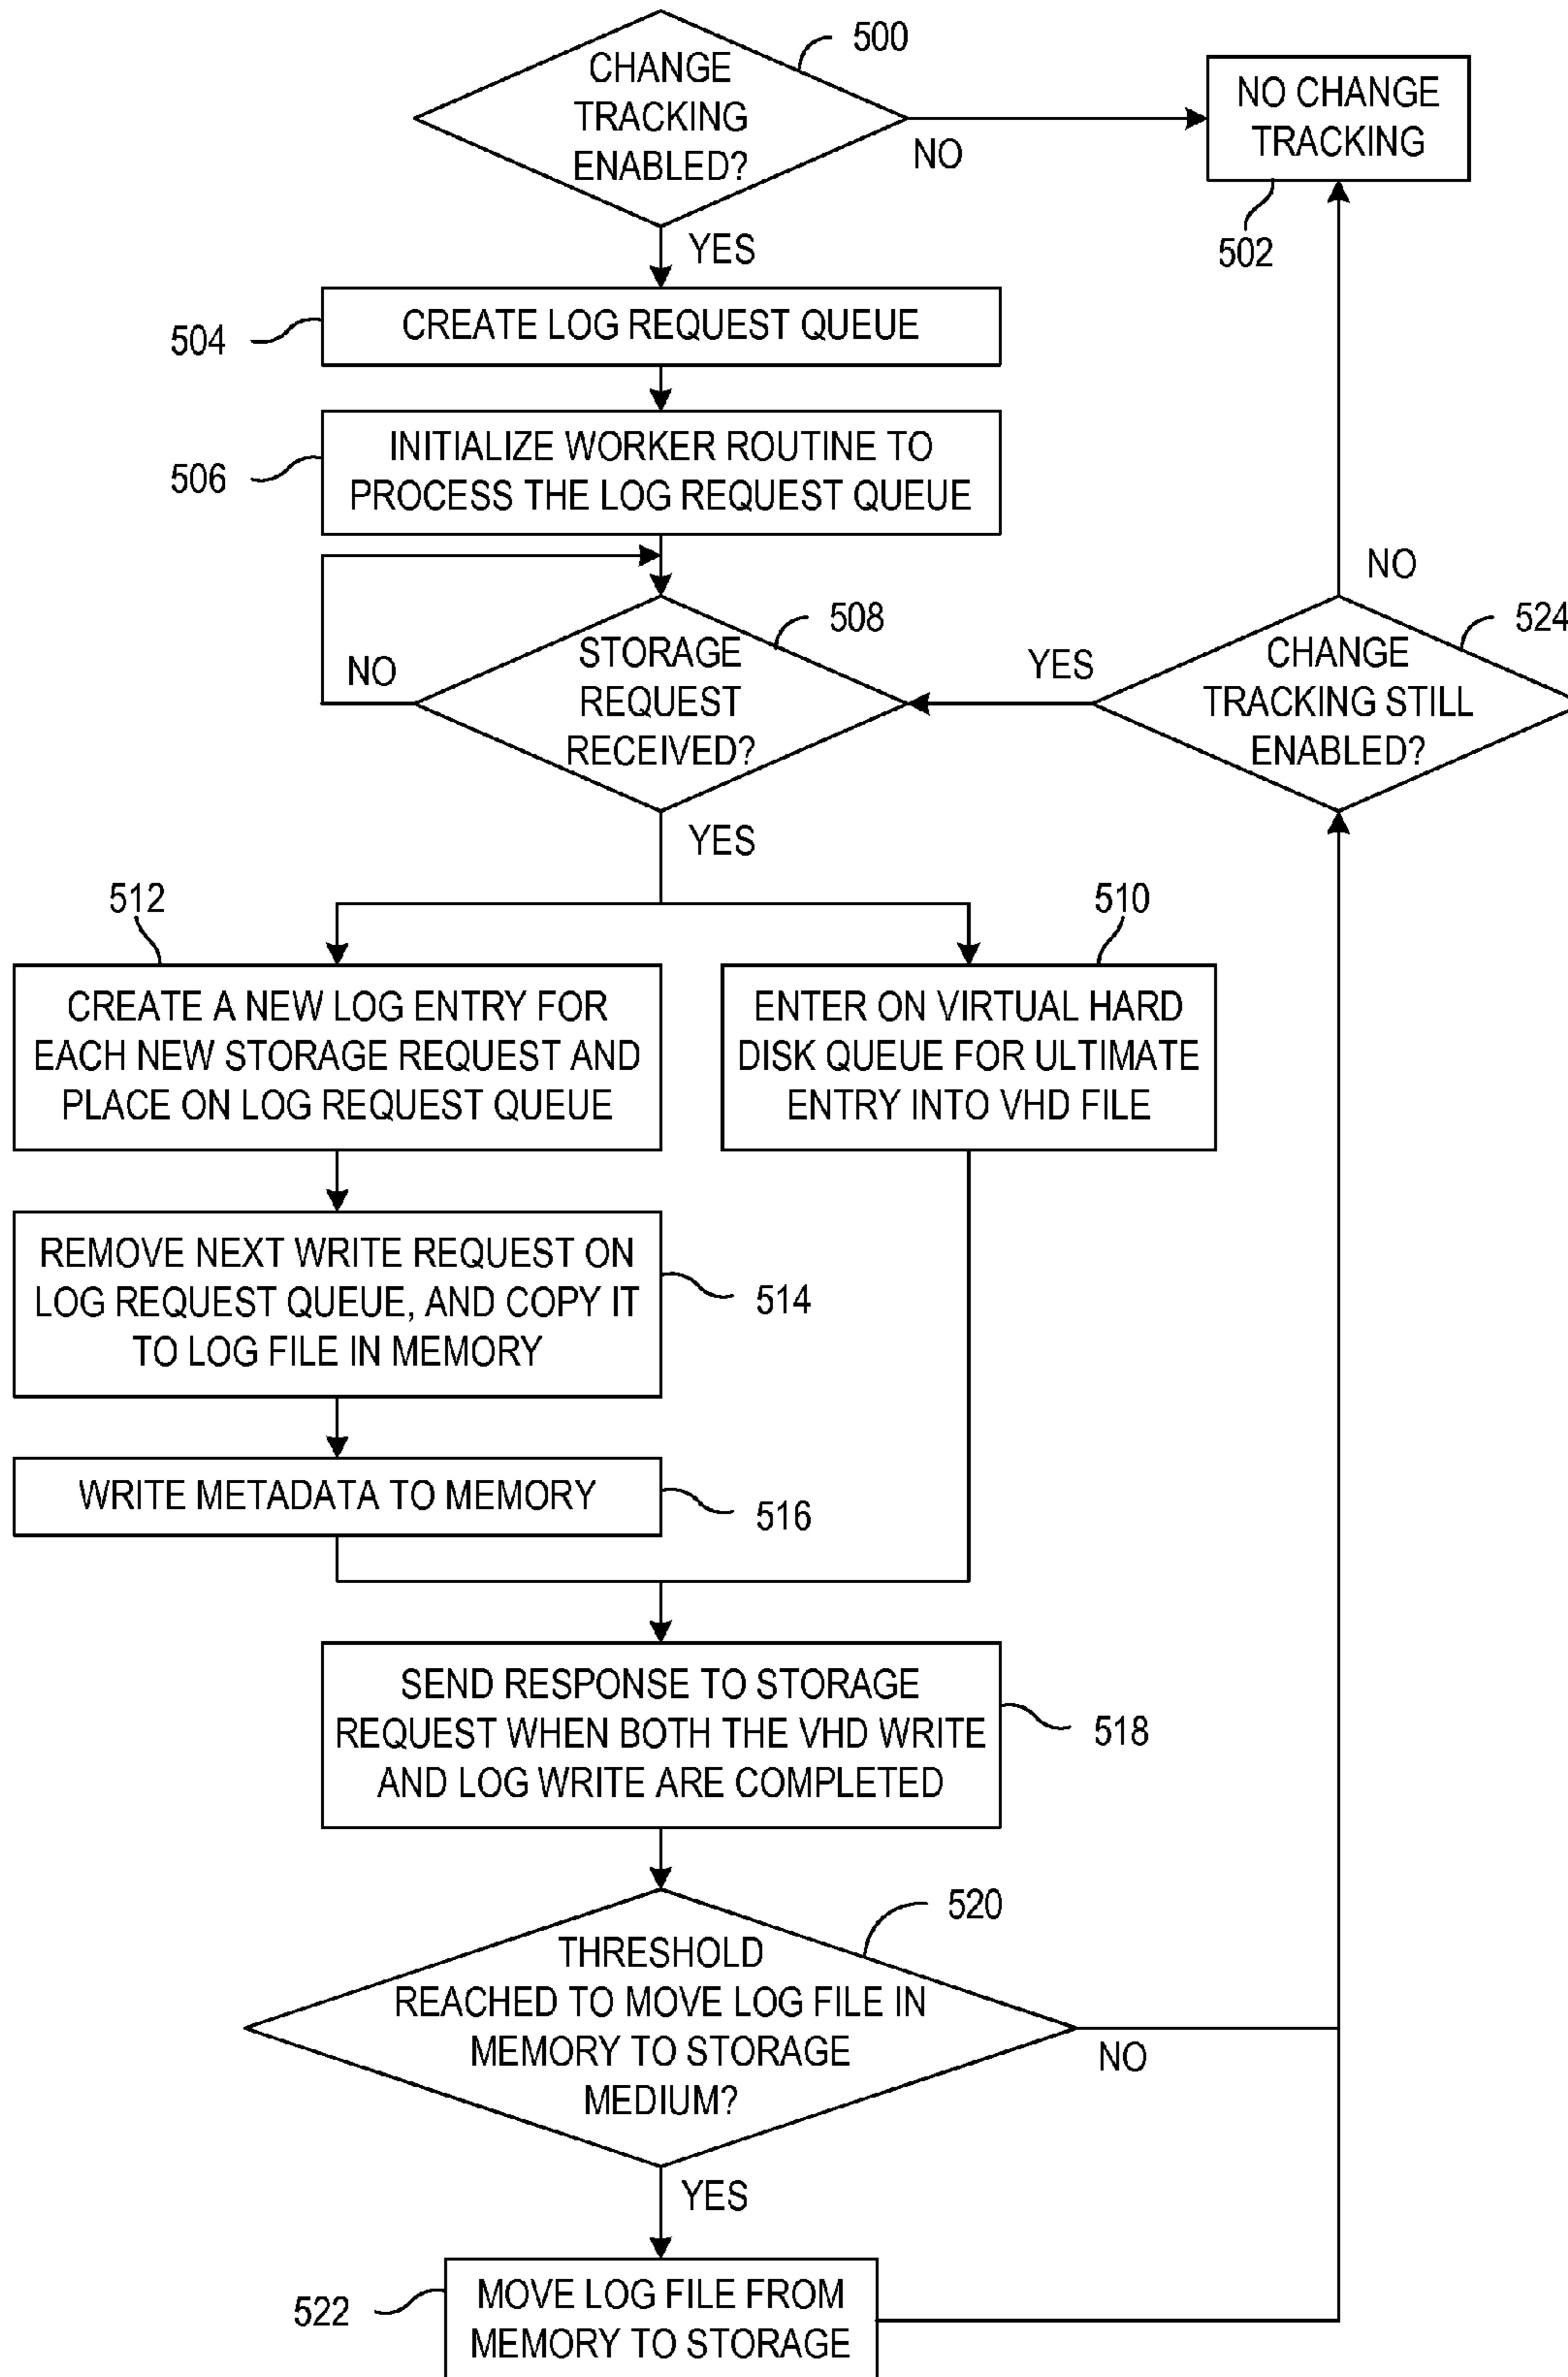 CHANGE
TRACKING
ENABLED?
500
NO
NO CHANGE
TRACKING
502
YES
504
CREATE LOG REQUEST QUEUE
506
INITIALIZE WORKER ROUTINE TO
PROCESS THE LOG REQUEST QUEUE
NO
STORAGE
REQUEST
RECEIVED?
508
YES
YES
NO
CHANGE
TRACKING STILL
ENABLED?
524
512
510
CREATE A NEW LOG ENTRY FOR
EACH NEW STORAGE REQUEST AND
PLACE ON LOG REQUEST QUEUE
ENTER ON VIRTUAL HARD
DISK QUEUE FOR ULTIMATE
ENTRY INTO VHD FILE
REMOVE NEXT WRITE REQUEST ON
LOG REQUEST QUEUE, AND COPY IT
TO LOG FILE IN MEMORY
514
WRITE METADATA TO MEMORY
516
SEND RESPONSE TO STORAGE
REQUEST WHEN BOTH THE VHD WRITE
AND LOG WRITE ARE COMPLETED
518
THRESHOLD
REACHED TO MOVE LOG FILE IN
MEMORY TO STORAGE
MEDIUM?
520
NO
YES
522
MOVE LOG FILE FROM
MEMORY TO STORAGE